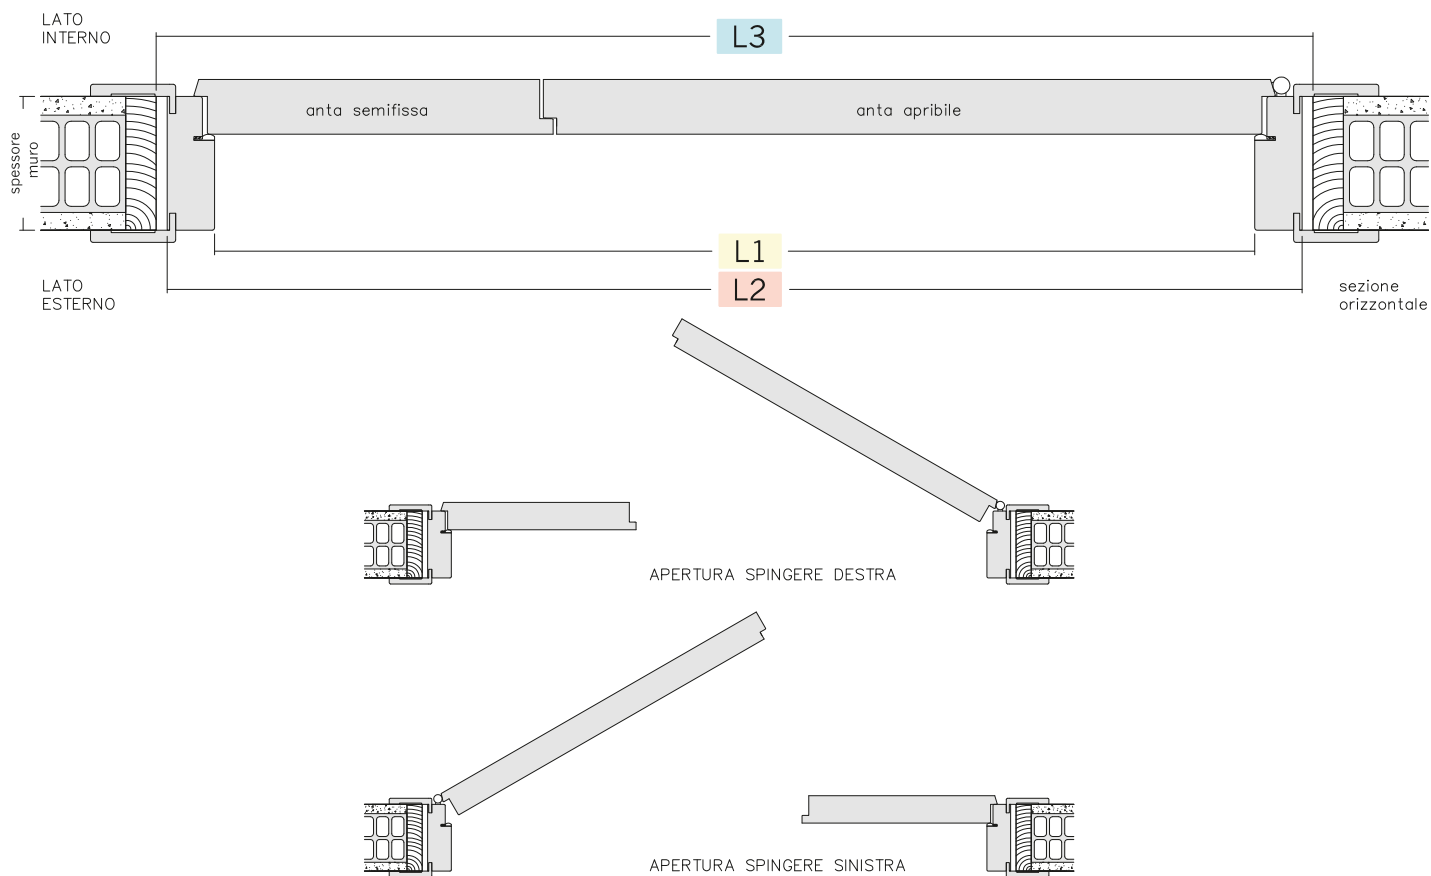 LATO
INTERNO
L3
anta semifissa
anta apribile
spessore
muro
L1
L2
LATO
ESTERNO
sezione
orizzontale
APERTURA SPINGERE DESTRA
APERTURA SPINGERE SINISTRA